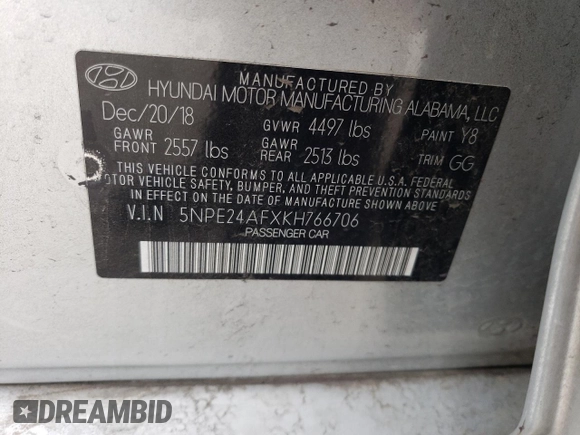 MANUFACTURED BY
HYUNDAI MOTOR MANUFACTURING ALABAMA, LLC
Dec/20/18 GVWR 4497 lbs PAINT Y8
GAWR FRONT 2557 lbs GAWR REAR 2513 lbs TRIM GG
THIS VEHICLE CONFORMS TO ALL APPLICABLE U.S.A. FEDERAL
MOTOR VEHICLE SAFETY, BUMPER, AND THEFT PREVENTION STANDARDS
IN EFFECT ON THE DATE OF MANUFACTURE SHOWN ABOVE.
V.I.N 5NPE24AFXKH766706
PASSENGER CAR
DREAMBID